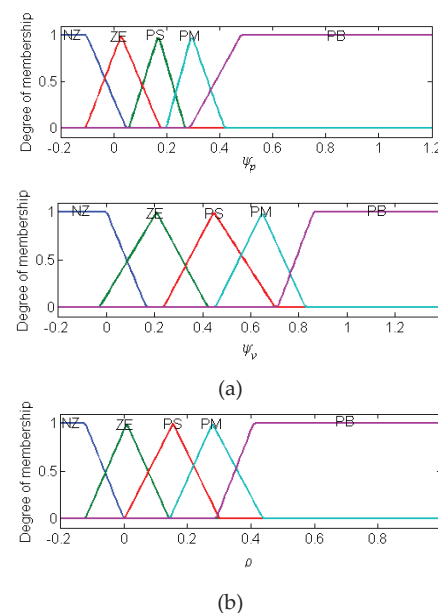 NZ ZE PS PM PB
1
0.5
0
Degree of membership
-0.2 0 0.2 0.4 0.6 0.8 1 1.2
ψp
NZ ZE PS PM PB
1
0.5
0
Degree of membership
-0.2 0 0.2 0.4 0.6 0.8 1 1.2
ψv
(a)
NZ ZE PS PM PB
1
0.5
0
Degree of membership
-0.2 0 0.2 0.4 0.6 0.8
ρ
(b)